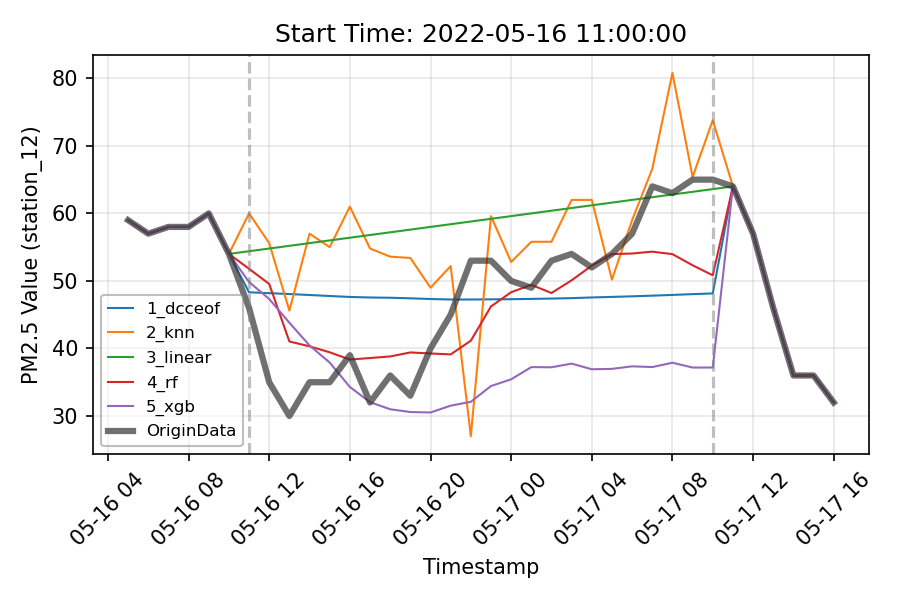 Start Time: 2022-05-16 11:00:00
PM2.5 Value (station_12)
80
70
60
50
40
30
1_dcceof
2_knn
3_linear
4_rf
5_xgb
OriginData
05-16 04
05-16 08
05-16 12
05-16 16
05-16 20
05-17 00
05-17 04
05-17 08
05-17 12
05-17 16
Timestamp